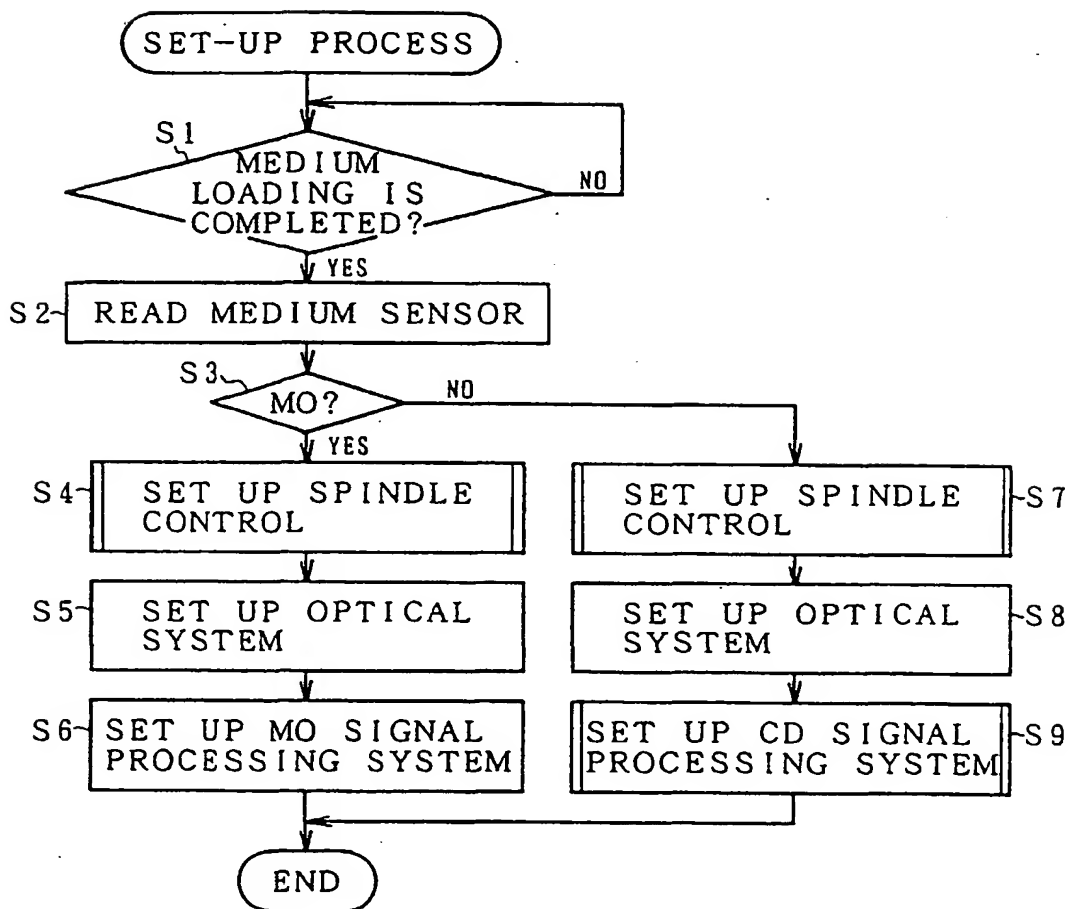 SET-UP PROCESS
S1
MEDIUM
LOADING IS
COMPLETED?
NO
YES
S2
READ MEDIUM SENSOR
S3
MO?
NO
YES
S4
SET UP SPINDLE
CONTROL
SET UP SPINDLE
CONTROL
S7
S5
SET UP OPTICAL
SYSTEM
SET UP OPTICAL
SYSTEM
S8
S6
SET UP MO SIGNAL
PROCESSING SYSTEM
SET UP CD SIGNAL
PROCESSING SYSTEM
S9
END